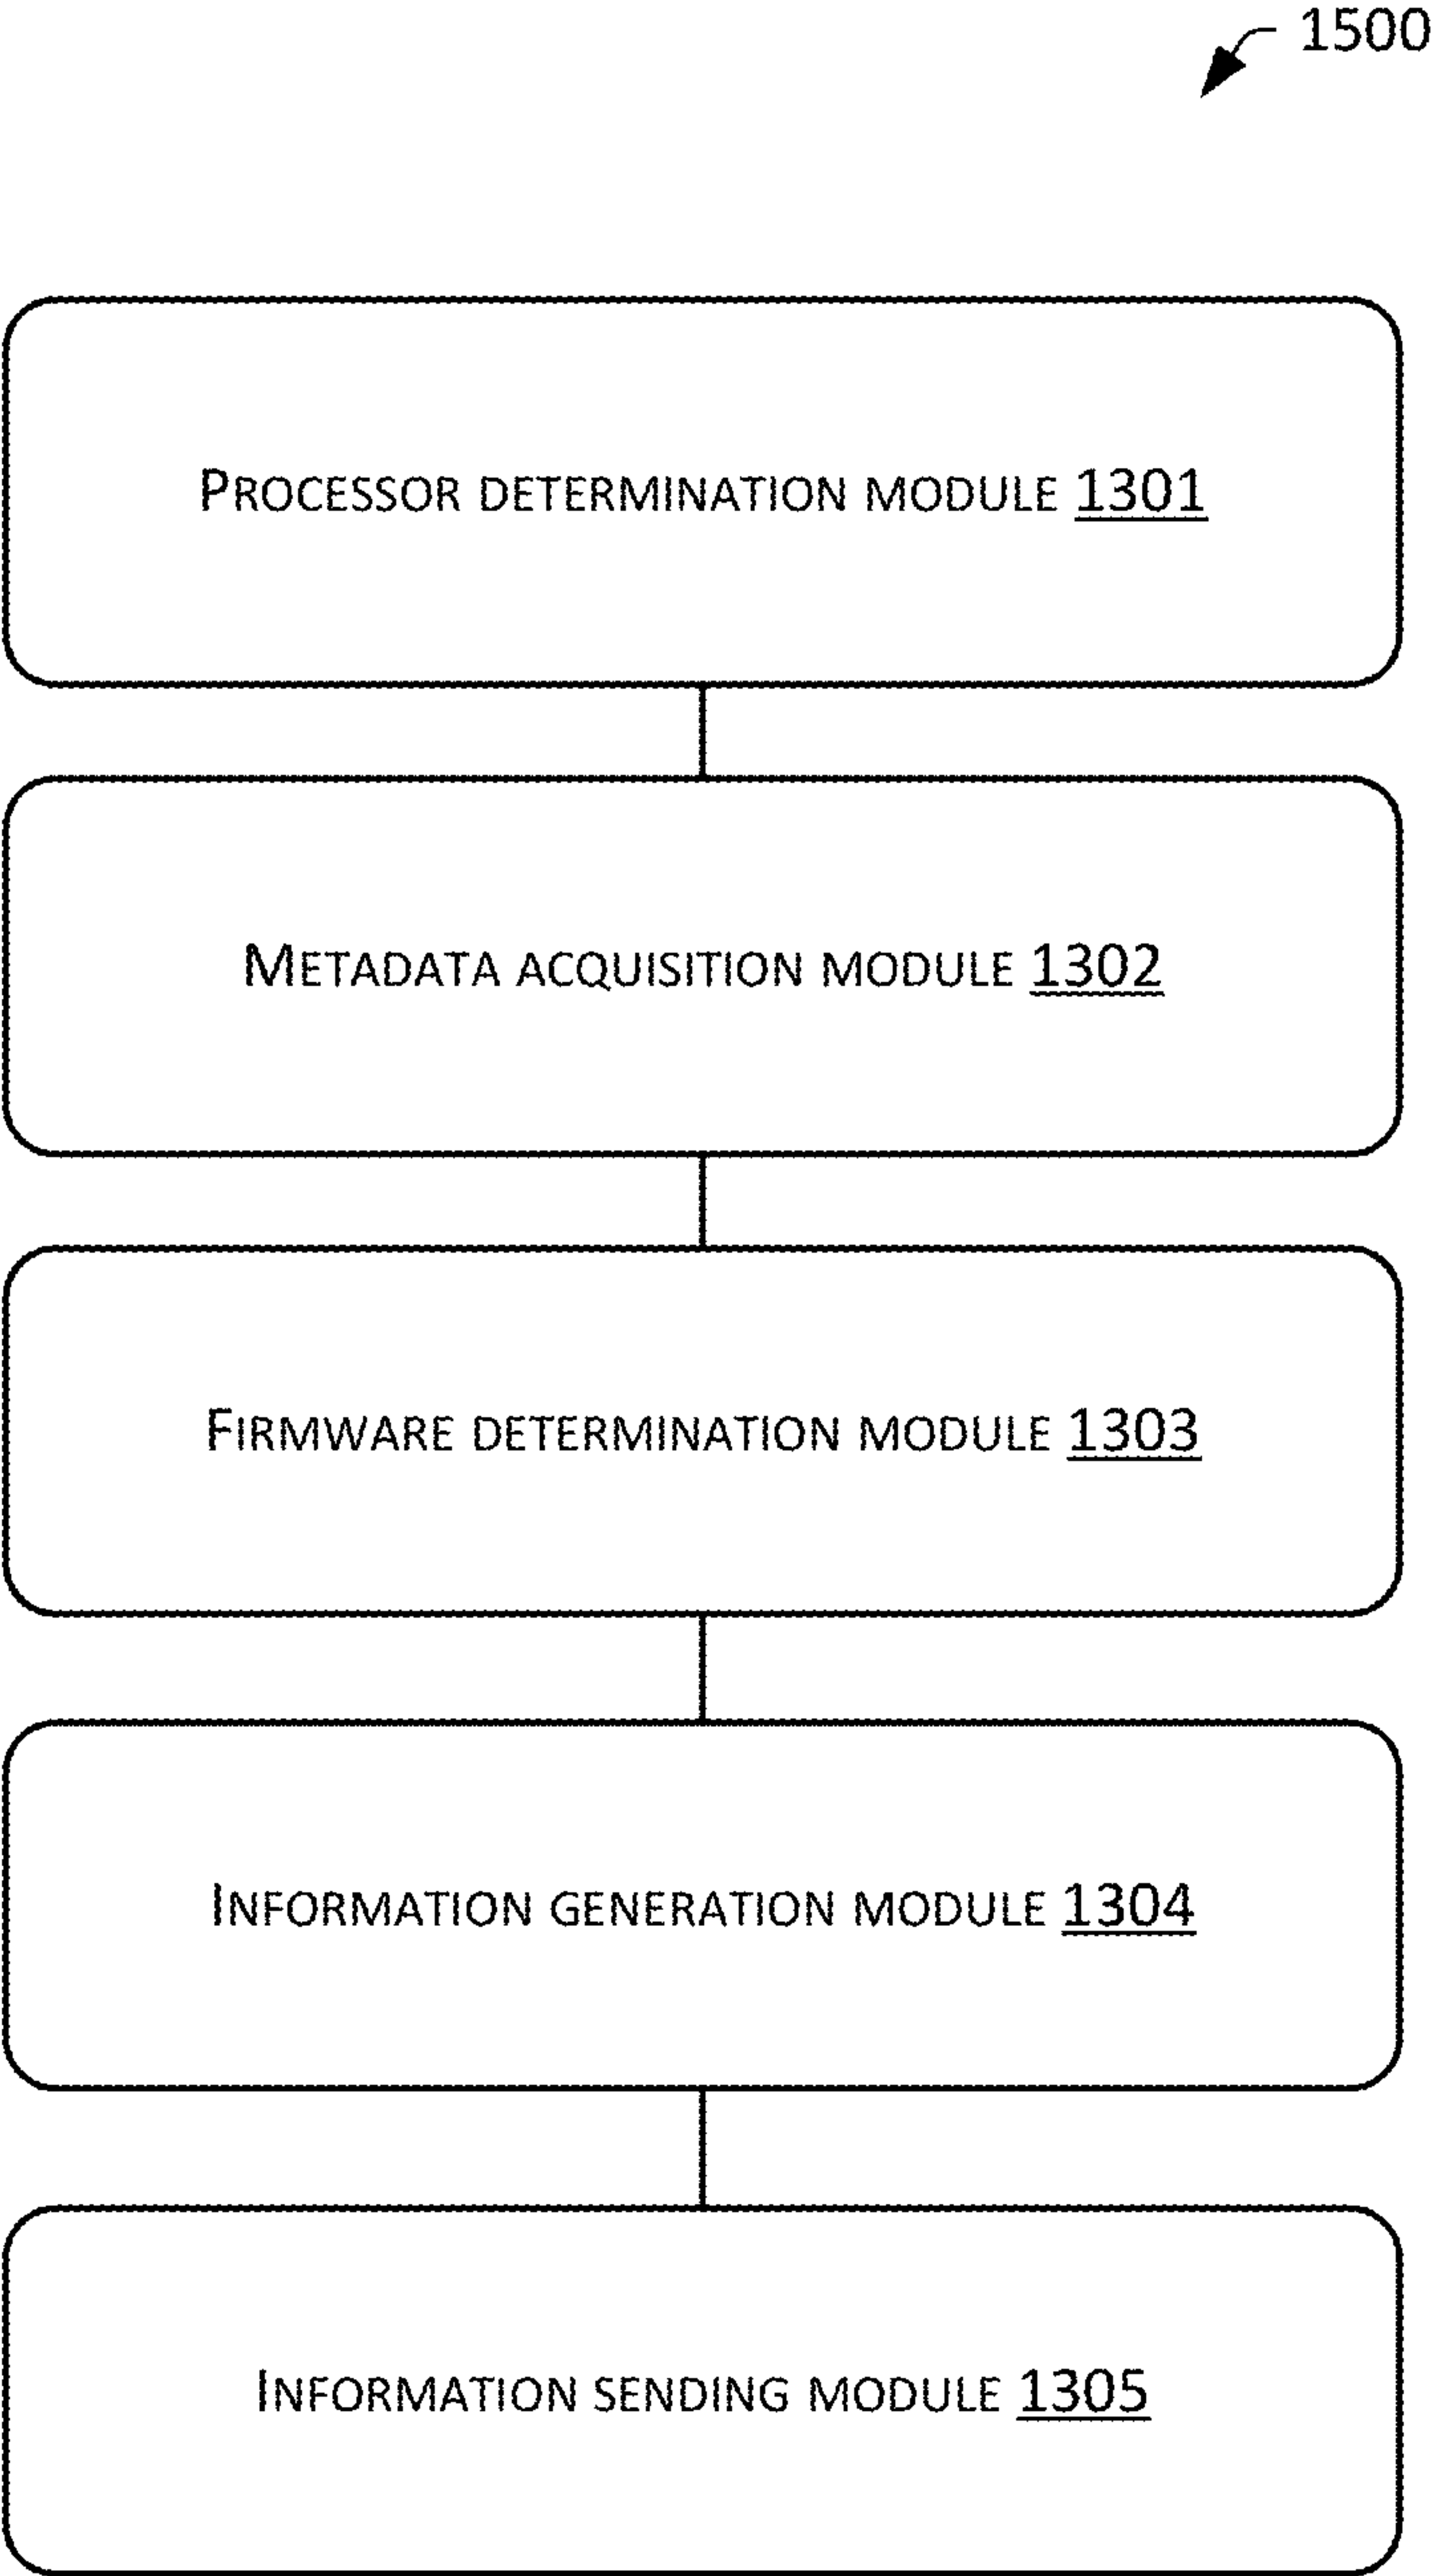 1500
PROCESSOR DETERMINATION MODULE 1301
METADATA ACQUISITION MODULE 1302
FIRMWARE DETERMINATION MODULE 1303
INFORMATION GENERATION MODULE 1304
INFORMATION SENDING MODULE 1305